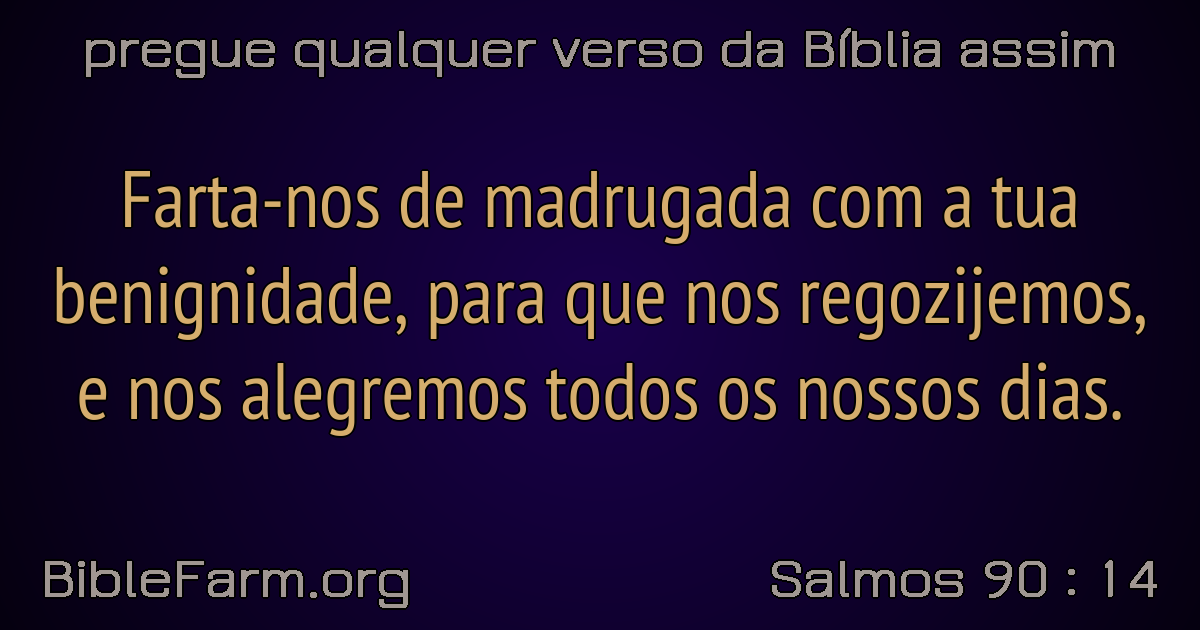 pregue qualquer verso da Bíblia assim
Farta-nos de madrugada com a tua
benignidade, para que nos regozijemos,
e nos alegremos todos os nossos dias.
BibleFarm.org
Salmos 90 : 14